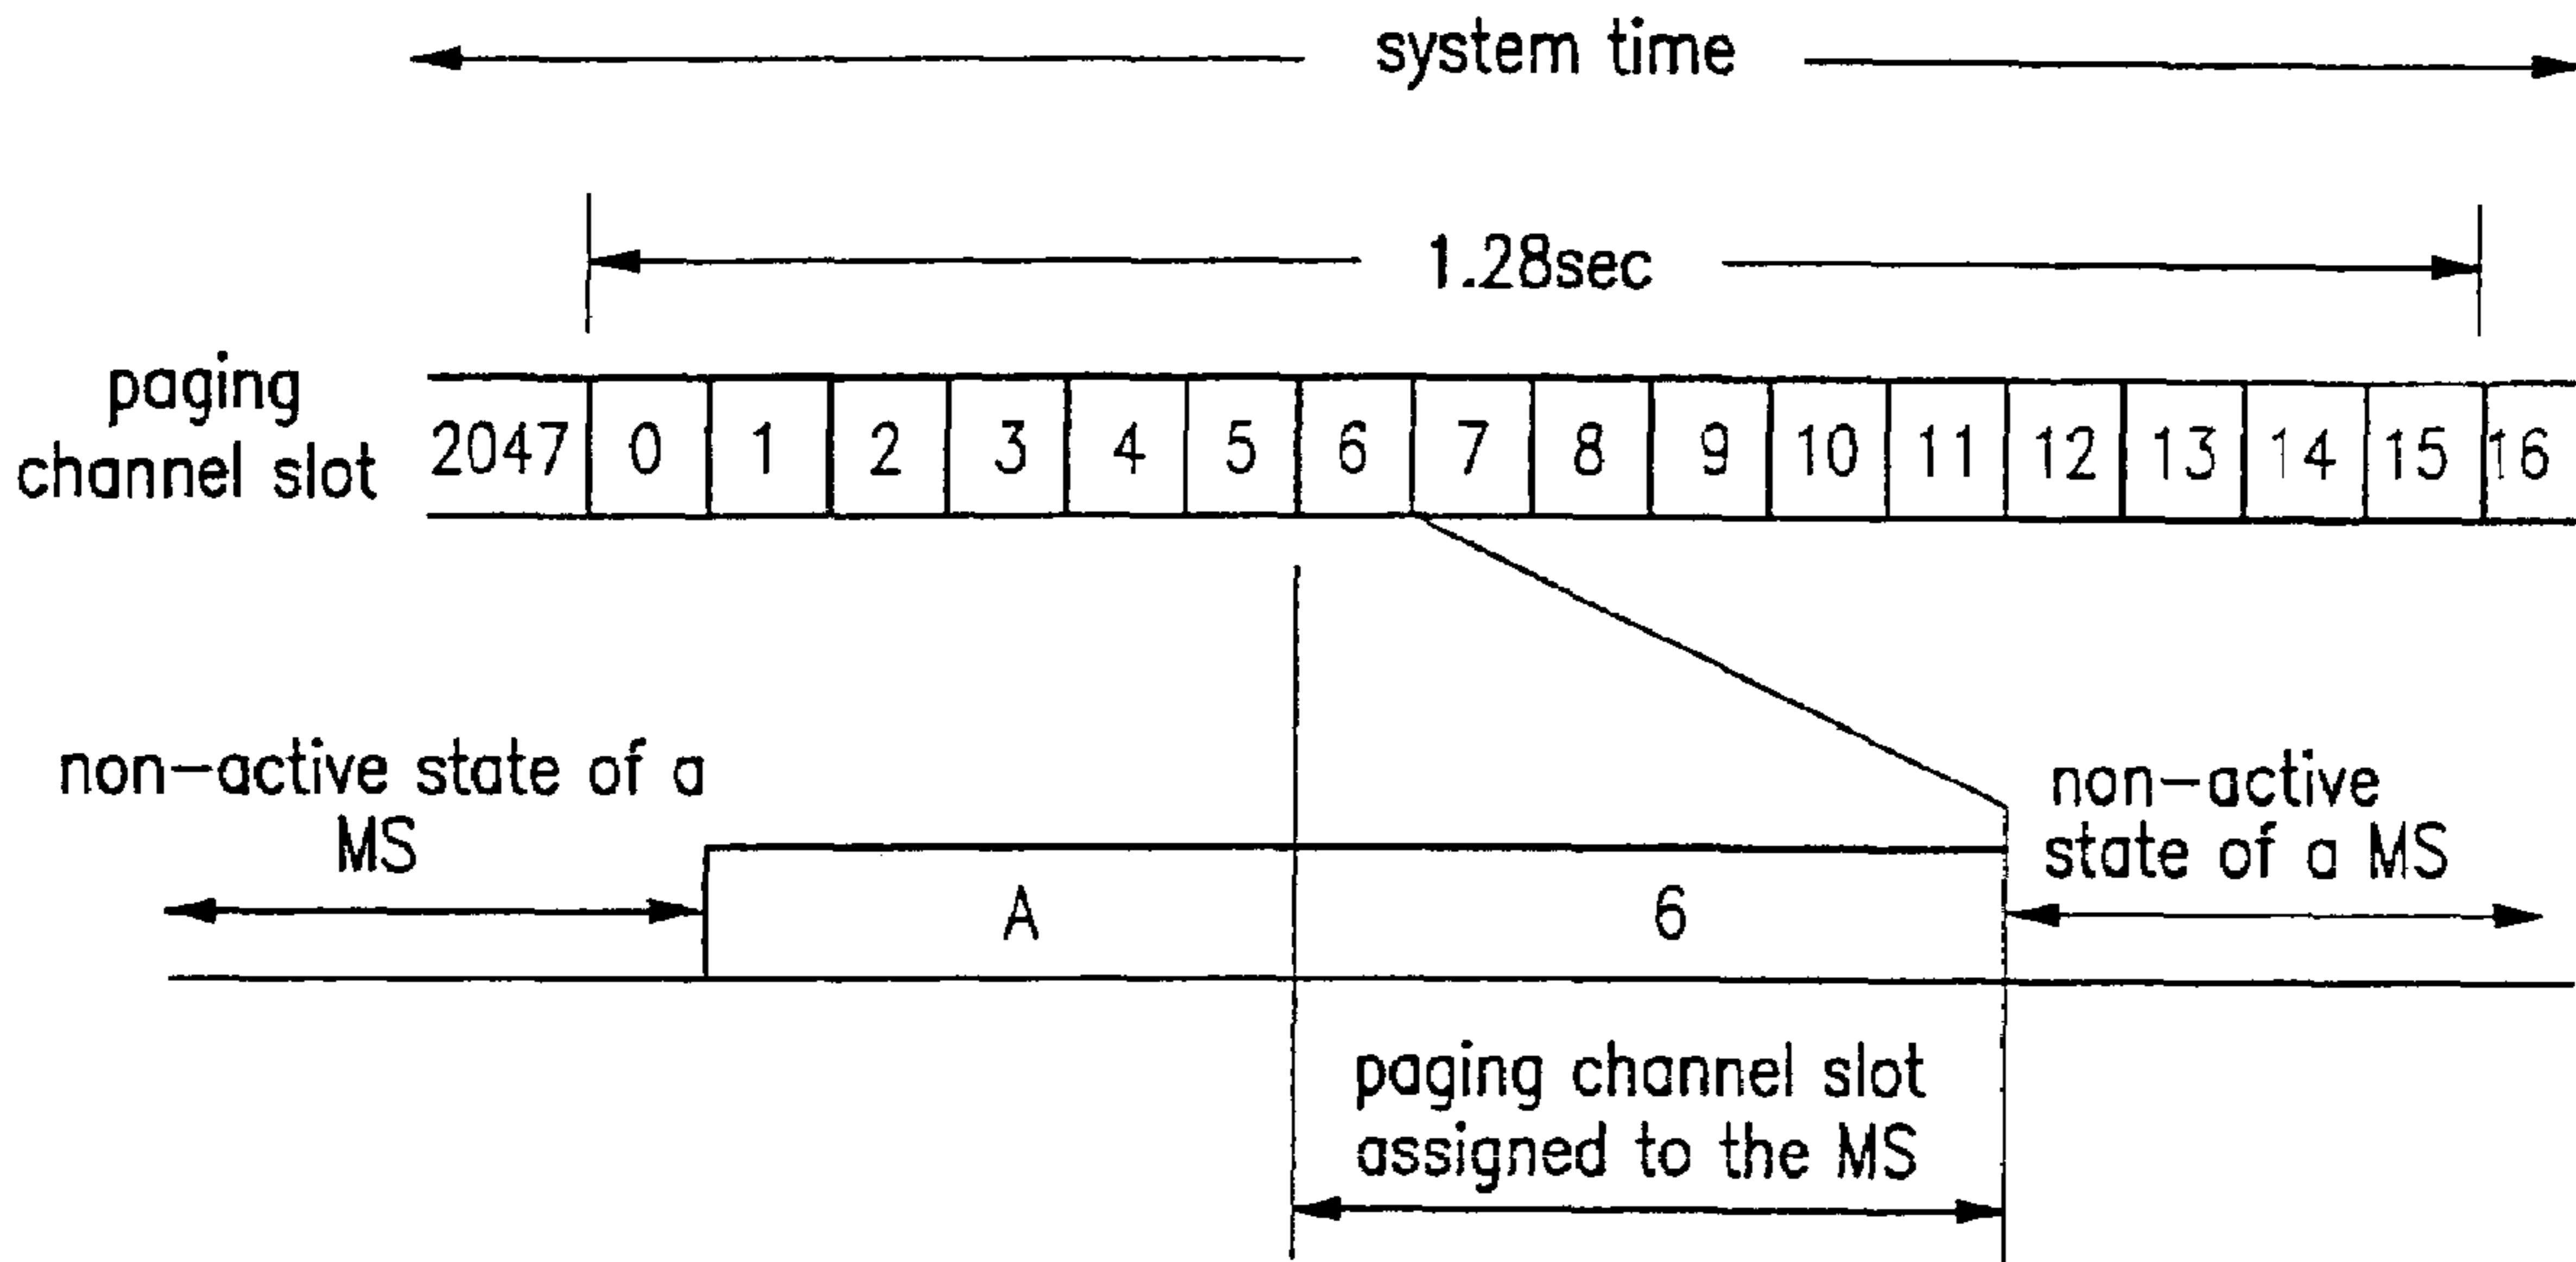 system time
1.28sec
paging
channel slot
2047 0 1 2 3 4 5 6 7 8 9 10 11 12 13 14 15 16
non-active state of a
MS
non-active
state of a MS
A 6
paging channel slot
assigned to the MS